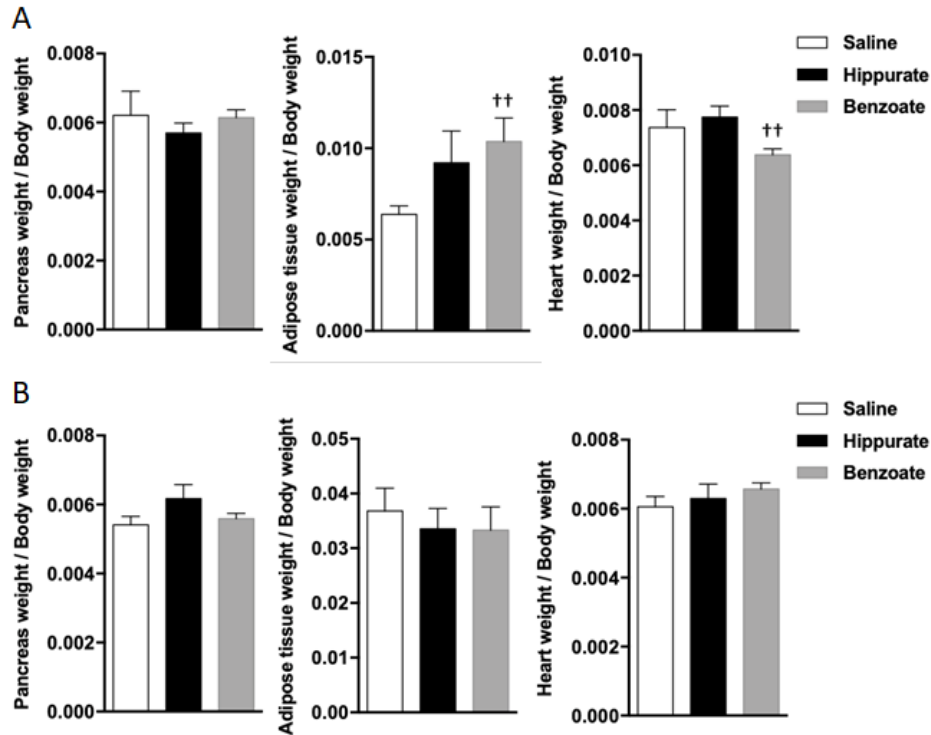 A
Pancreas weight / Body weight
0.008
0.006
0.004
0.002
0.000
Adipose tissue weight / Body weight
0.015
0.010
0.005
0.000
††
Heart weight / Body weight
0.010
0.008
0.006
0.004
0.002
0.000
††
Saline
Hippurate
Benzoate
B
Pancreas weight / Body weight
0.008
0.006
0.004
0.002
0.000
Adipose tissue weight / Body weight
0.05
0.04
0.03
0.02
0.01
0.00
Heart weight / Body weight
0.008
0.006
0.004
0.002
0.000
Saline
Hippurate
Benzoate